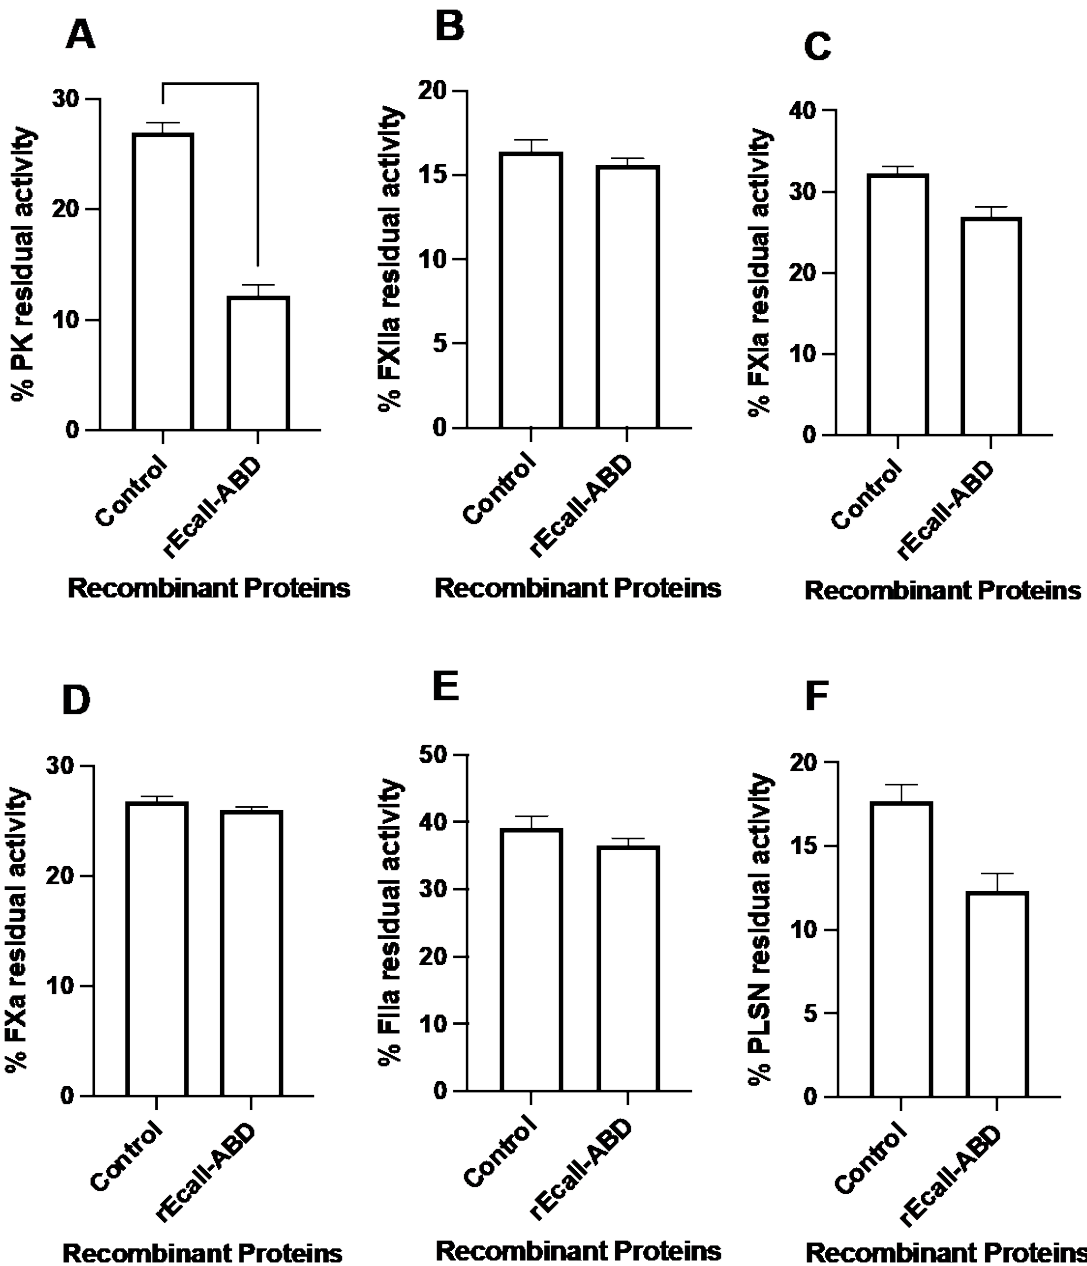 A
% PK residual activity
30
20
10
0
Control
rEcall-ABD
Recombinant Proteins
B
% FXIIa residual activity
20
15
10
5
0
Control
rEcall-ABD
Recombinant Proteins
C
% FXIa residual activity
40
30
20
10
0
Control
rEcall-ABD
Recombinant Proteins
D
% FXa residual activity
30
20
10
0
Control
rEcall-ABD
Recombinant Proteins
E
% FIIa residual activity
50
40
30
20
10
0
Control
rEcall-ABD
Recombinant Proteins
F
% PLSN residual activity
20
15
10
5
0
Control
rEcall-ABD
Recombinant Proteins